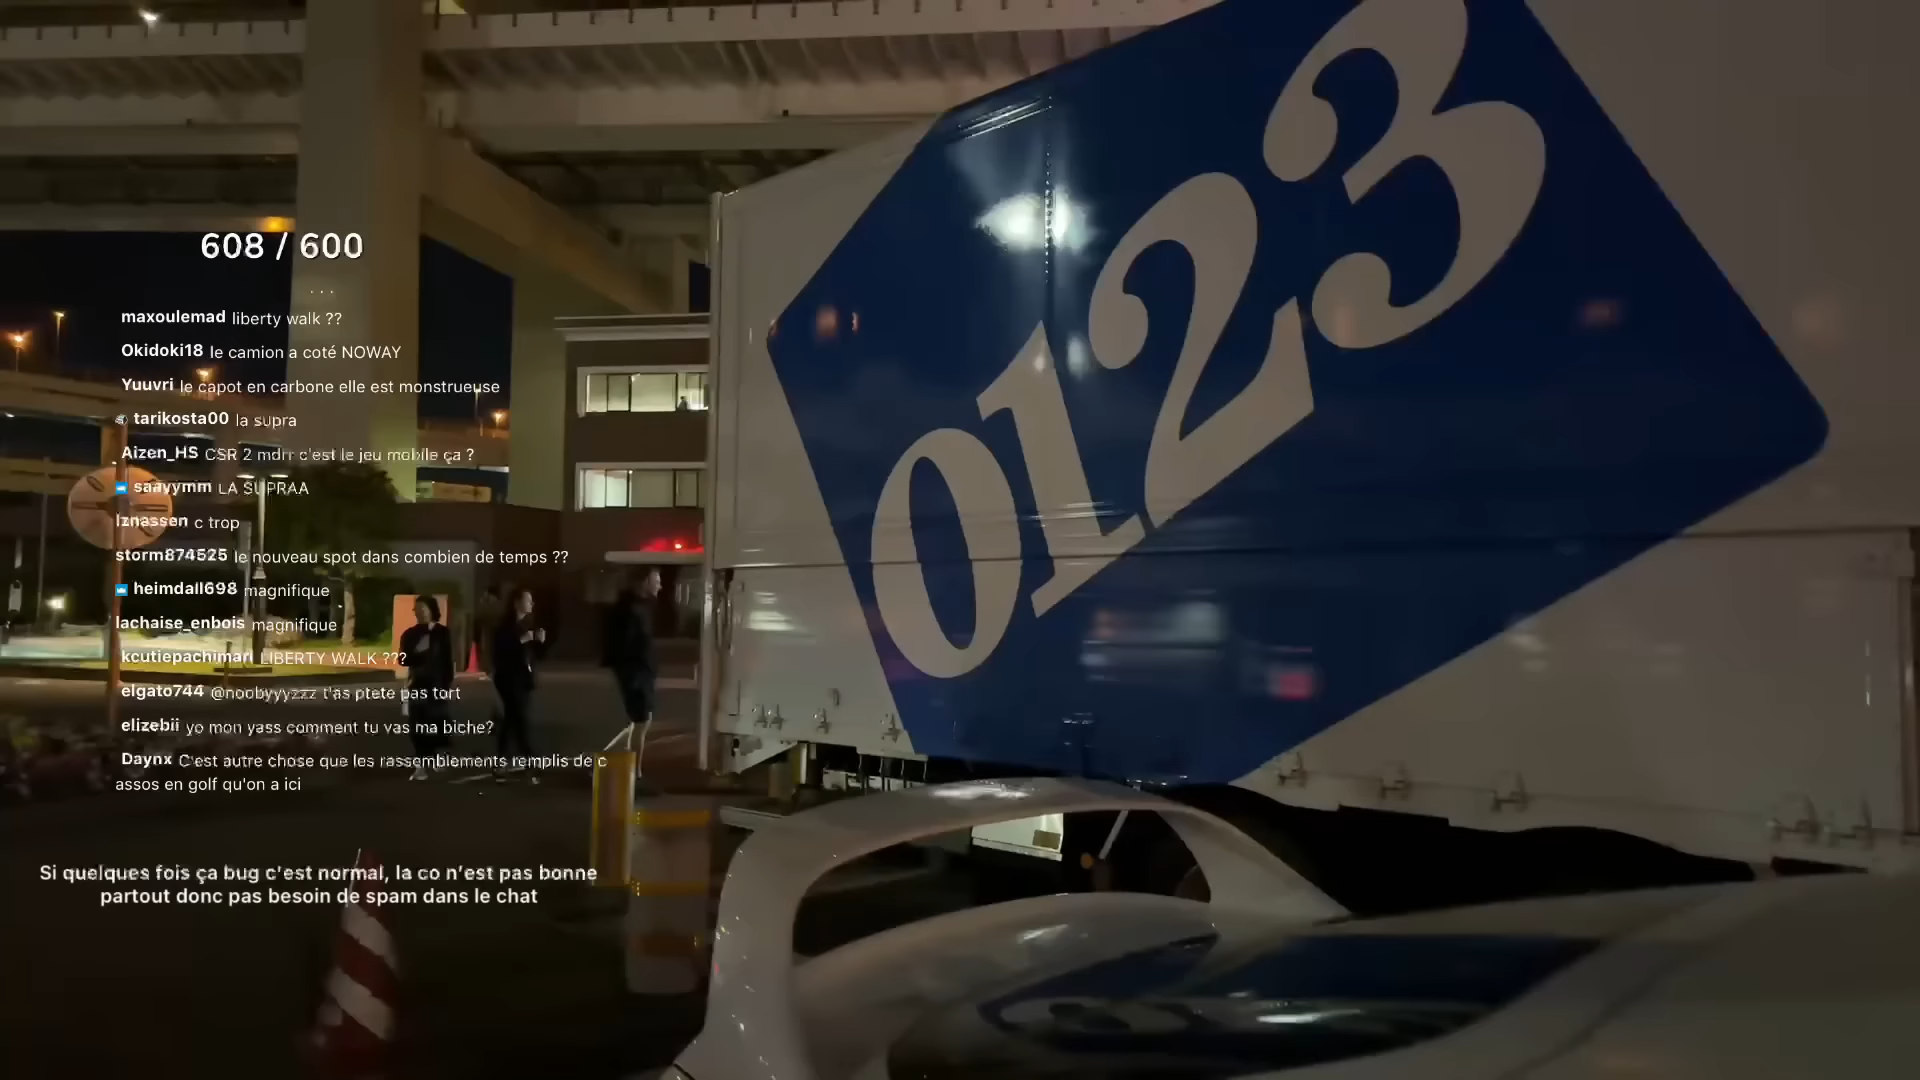 0123
608 / 600
...
maxoulemad liberty walk ??
Okidoki18 le camion a coté NOWAY
Yuuvri le capot en carbone elle est monstrueuse
tarikosta00 la supra
Aizen_HS CSR 2 mdrr c'est le jeu mobile ça ?
saayymm LA SUPRAA
Iznassen c trop
storm874525 le nouveau spot dans combien de temps ??
heimdall698 magnifique
lachaise_enbois magnifique
kcutiepachimari LIBERTY WALK ???
elgato744 @noobyyyzzz t'as ptete pas tort
elizebii yo mon yass comment tu vas ma biche?
Daynx C'est autre chose que les rassemblements remplis de c
assos en golf qu'on a ici
Si quelques fois ça bug c'est normal, la co n'est pas bonne
partout donc pas besoin de spam dans le chat